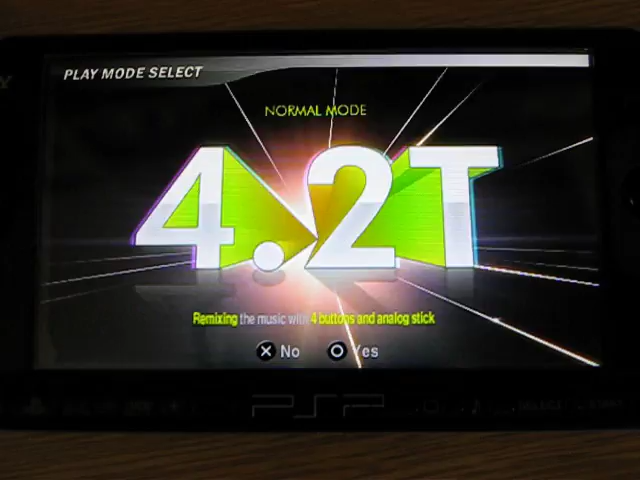 PLAY MODE SELECT
NORMAL MODE
4.2T
Remixing the music with 4 buttons and analog stick
X No O Yes
PSP